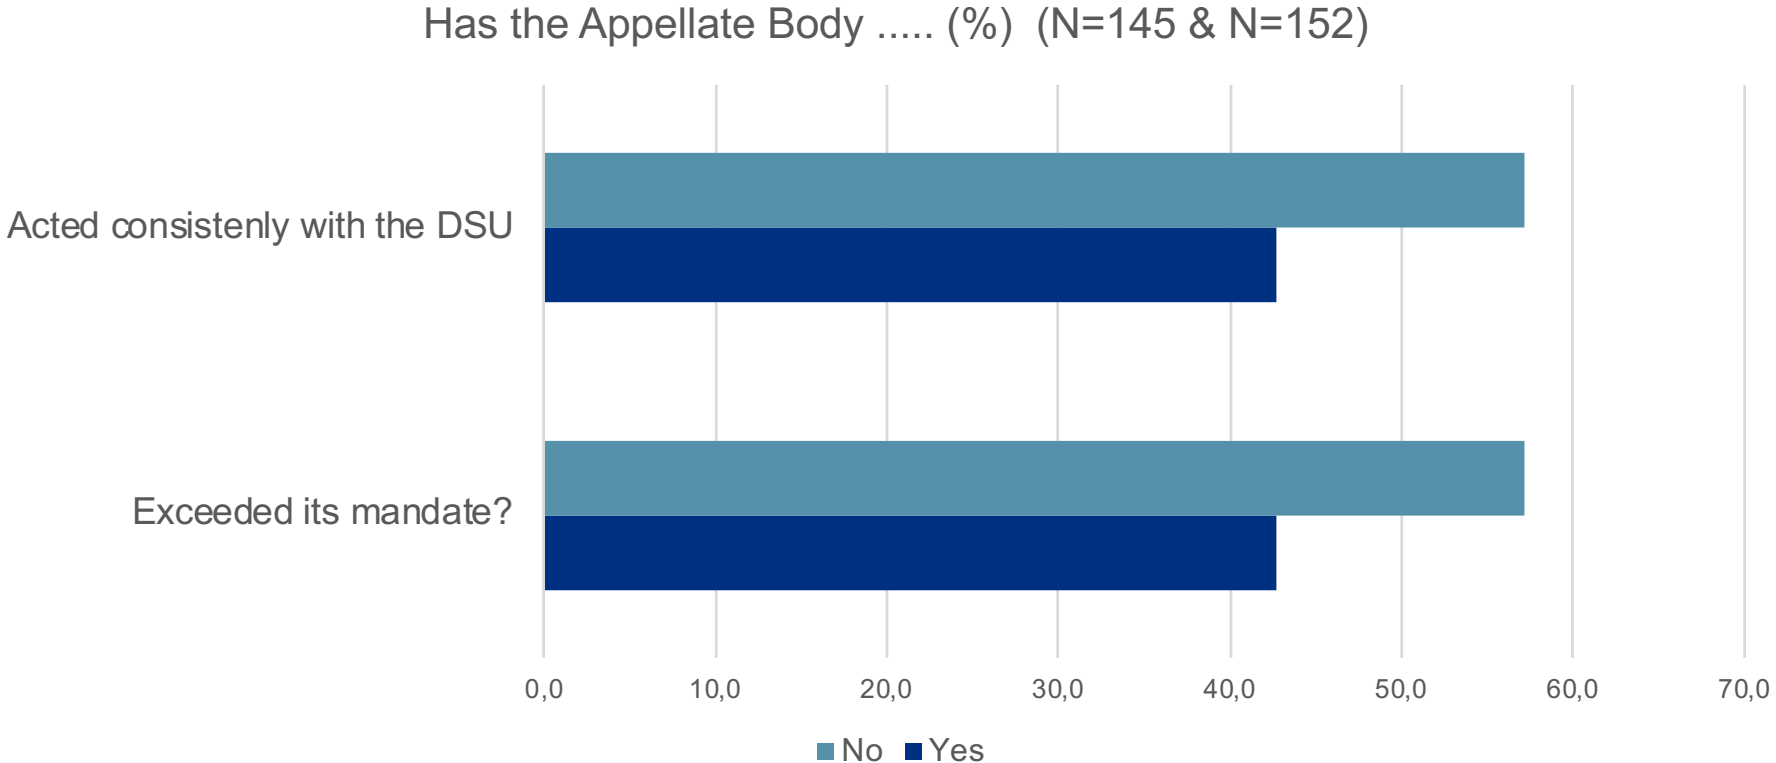 Has the Appellate Body ..... (%)  (N=145 & N=152)
Acted consistenly with the DSU
Exceeded its mandate?
0,0 10,0 20,0 30,0 40,0 50,0 60,0 70,0
No Yes